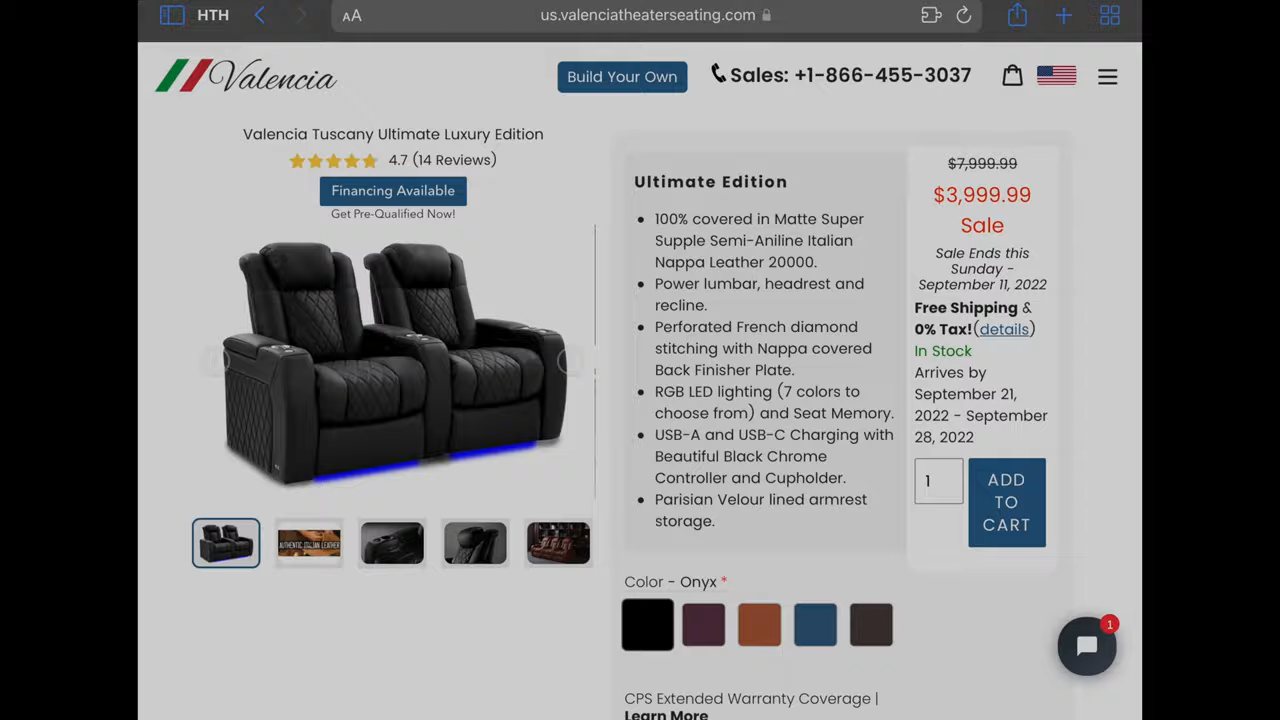 HTH
AA
us.valenciatheaterseating.com
Valencia
Build Your Own
Sales: +1-866-455-3037
Valencia Tuscany Ultimate Luxury Edition
4.7 (14 Reviews)
Financing Available
Get Pre-Qualified Now!
AUTHENTIC ITALIAN LEATHER
Ultimate Edition
• 100% covered in Matte Super
Supple Semi-Aniline Italian
Nappa Leather 20000.
• Power lumbar, headrest and
recline.
• Perforated French diamond
stitching with Nappa covered
Back Finisher Plate.
• RGB LED lighting (7 colors to
choose from) and Seat Memory.
• USB-A and USB-C Charging with
Beautiful Black Chrome
Controller and Cupholder.
• Parisian Velour lined armrest
storage.
$7,999.99
$3,999.99
Sale
Sale Ends this
Sunday -
September 11, 2022
Free Shipping &
0% Tax!(details)
In Stock
Arrives by
September 21,
2022 - September
28, 2022
1
ADD
TO
CART
Color - Onyx *
1
CPS Extended Warranty Coverage |
Learn More